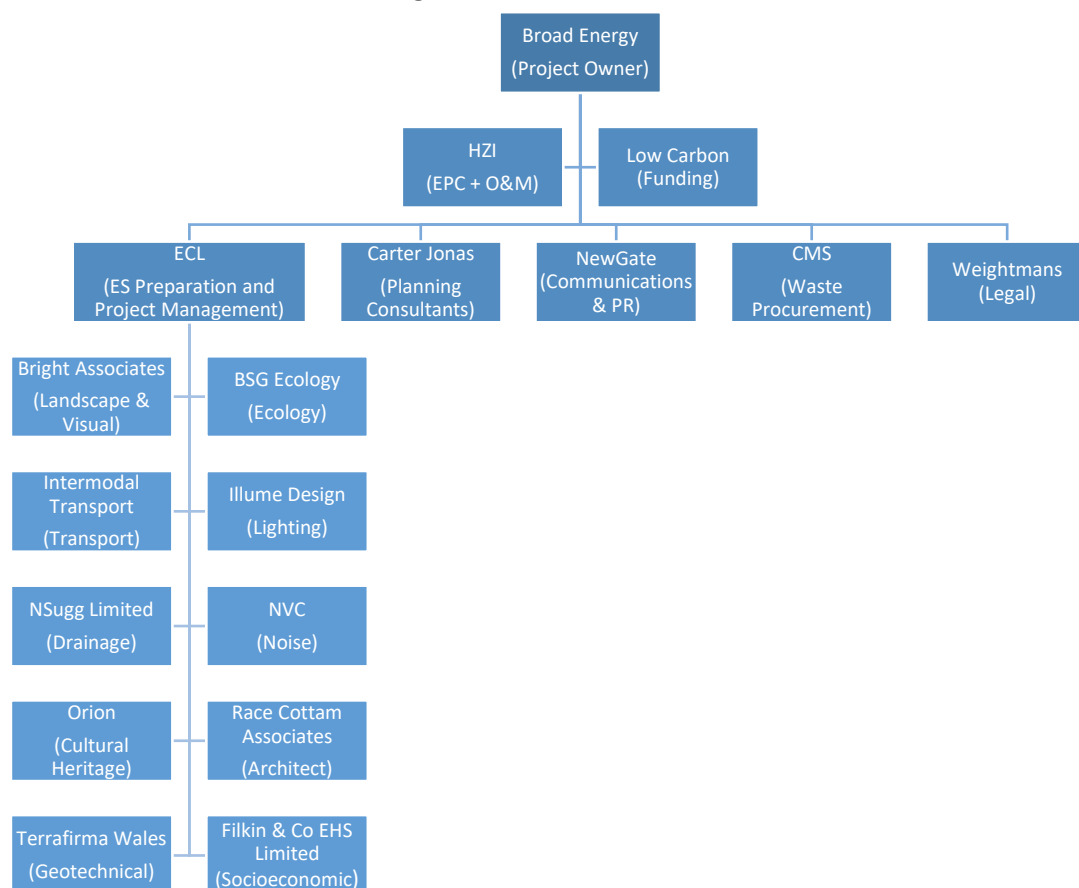 Broad Energy
(Project Owner)
HZI
(EPC + O&M)
Low Carbon
(Funding)
ECL
(ES Preparation and
Project Management)
Carter Jonas
(Planning
Consultants)
NewGate
(Communications
& PR)
CMS
(Waste
Procurement)
Weightmans
(Legal)
Bright Associates
(Landscape &
Visual)
BSG Ecology
(Ecology)
Intermodal
Transport
(Transport)
Illume Design
(Lighting)
NSugg Limited
(Drainage)
NVC
(Noise)
Orion
(Cultural
Heritage)
Race Cottam
Associates
(Architect)
Terrafirma Wales
(Geotechnical)
Filkin & Co EHS
Limited
(Socioeconomic)